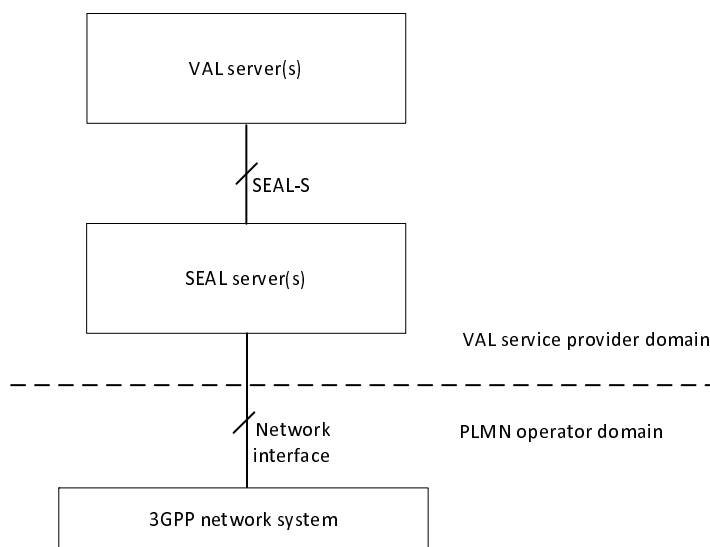 VAL server(s)
SEAL-S
SEAL server(s)
VAL service provider domain
Network
interface
PLMN operator domain
3GPP network system